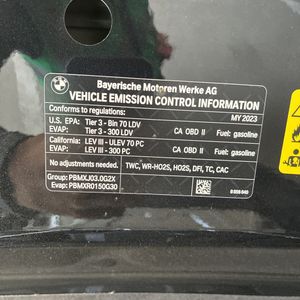 BMW
Bayerische Motoren Werke AG
VEHICLE EMISSION CONTROL INFORMATION
Conforms to regulations: MY 2023
U.S. EPA: Tier 3 - Bin 70 LDV
EVAP: Tier 3 - 300 LDV CA OBD II Fuel: gasoline
California: LEV III - ULEV 70 PC
EVAP: LEV III - 300 PC CA OBD II Fuel: gasoline
No adjustments needed. TWC, WR-HO2S, HO2S, DFI, TC, CAC
Group: PBMXJ03.0G2X
Evap: PBMXR0150G30